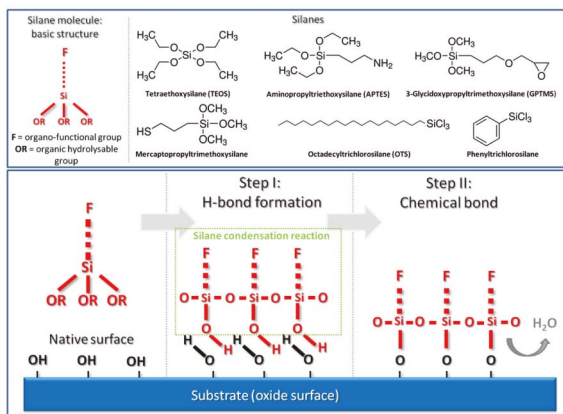 Silane molecule:
basic structure
F
Si
OR OR OR
F = organo-functional group
OR = organic hydrolysable
group
Silanes
H₃C O O CH₃
Si
H₃C O O CH₃
Tetraethoxysilane (TEOS)
H₃C O O CH₃
Si NH₂
H₃C O
Aminopropyltriethoxysilane (APTES)
OCH₃
H₃CO Si O
OCH₃ O
3-Glycidoxypropyltrimethoxysilane (GPTMS)
HS Si OCH₃
OCH₃
OCH₃
Mercaptopropyltrimethoxysilane
SiCl₃
Octadecyltrichlorosilane (OTS)
SiCl₃
Phenyltrichlorosilane
F
Si
OR OR OR
Native surface
OH OH OH
Step I:
H-bond formation
Silane condensation reaction
F F F
O Si O Si O Si O
O O O
H H H H H H
O O O
Step II:
Chemical bond
F F F
O Si O Si O Si O
H₂O
O O O
Substrate (oxide surface)